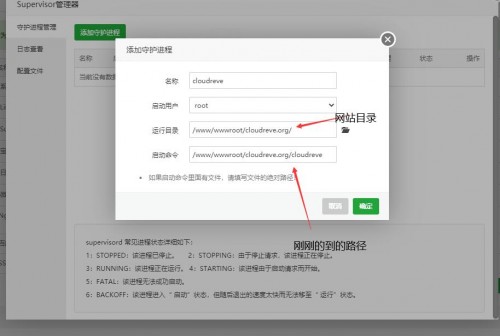 Supervisor管理器
守护进程管理
添加守护进程
日志查看
配置文件
名称
状态
操作
添加守护进程
名称 cloudreve
启动用户 root
运行目录 /www/wwwroot/cloudreve.org/
网站目录
启动命令 /www/wwwroot/cloudreve.org/cloudreve
如果启动命令里面有文件，请填写文件的绝对路径
取消 确定
刚刚的到的路径
supervisord 常见进程状态详细如下：
1：STOPPED：该进程已停止。 2：STOPPING：由于停止请求，该进程正在停止。
3：RUNNING：该进程正在运行。 4：STARTING：该进程由于启动请求而开始。
5：FATAL：该进程无法成功启动。
6：BACKOFF：该进程进入“ 启动” 状态，但随后退出的速度太快而无法移至“ 运行” 状态。